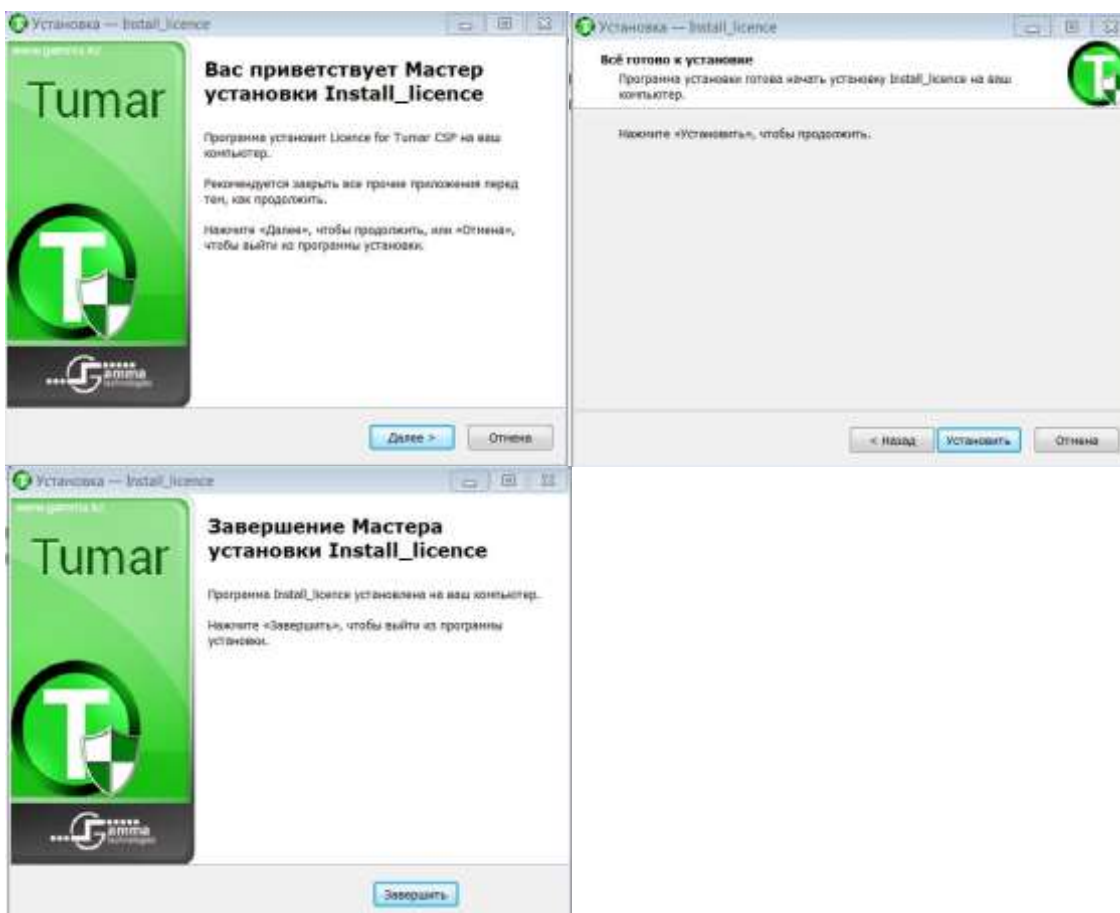 Установка — Install_licence
www.gamma.kz
Tumar
Вас приветствует Мастер
установки Install_licence
Программа установит Licence for Tumar CSP на ваш
компьютер.
Рекомендуется закрыть все прочие приложения перед
тем, как продолжить.
Нажмите «Далее», чтобы продолжить, или «Отмена»,
чтобы выйти из программы установки.
T
Gamma
technologies
Далее >
Отмена
Установка — Install_licence
Всё готово к установке
Программа установки готова начать установку Install_licence на ваш
компьютер.
Нажмите «Установить», чтобы продолжить.
< Назад
Установить
Отмена
Установка — Install_licence
www.gamma.kz
Tumar
Завершение Мастера
установки Install_licence
Программа Install_licence установлена на ваш компьютер.
Нажмите «Завершить», чтобы выйти из программы
установки.
T
Gamma
technologies
Завершить